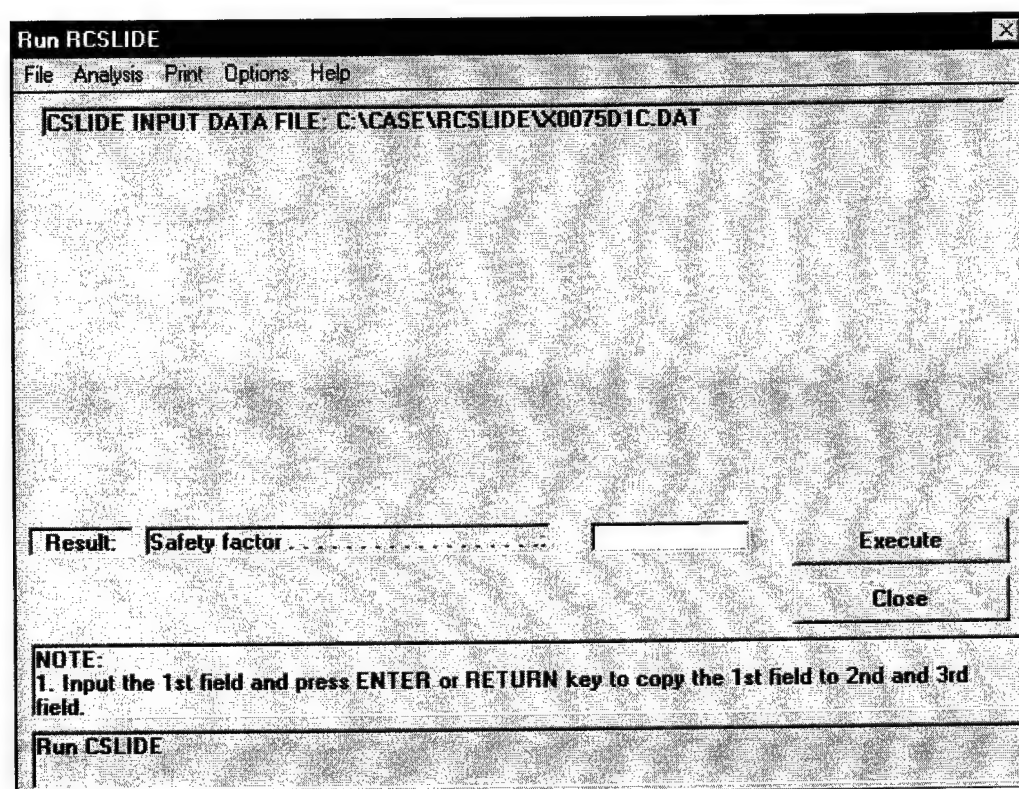 Run RCSLIDE
File Analysis Print Options Help
CSLIDE INPUT DATA FILE: C:\CASE\RCSLIDE\X0075D1C.DAT
Result: Safety factor . . . . . . . . . . . . . . . . . . . Execute
Close
NOTE:
1. Input the 1st field and press ENTER or RETURN key to copy the 1st field to 2nd and 3rd
field.
Run CSLIDE